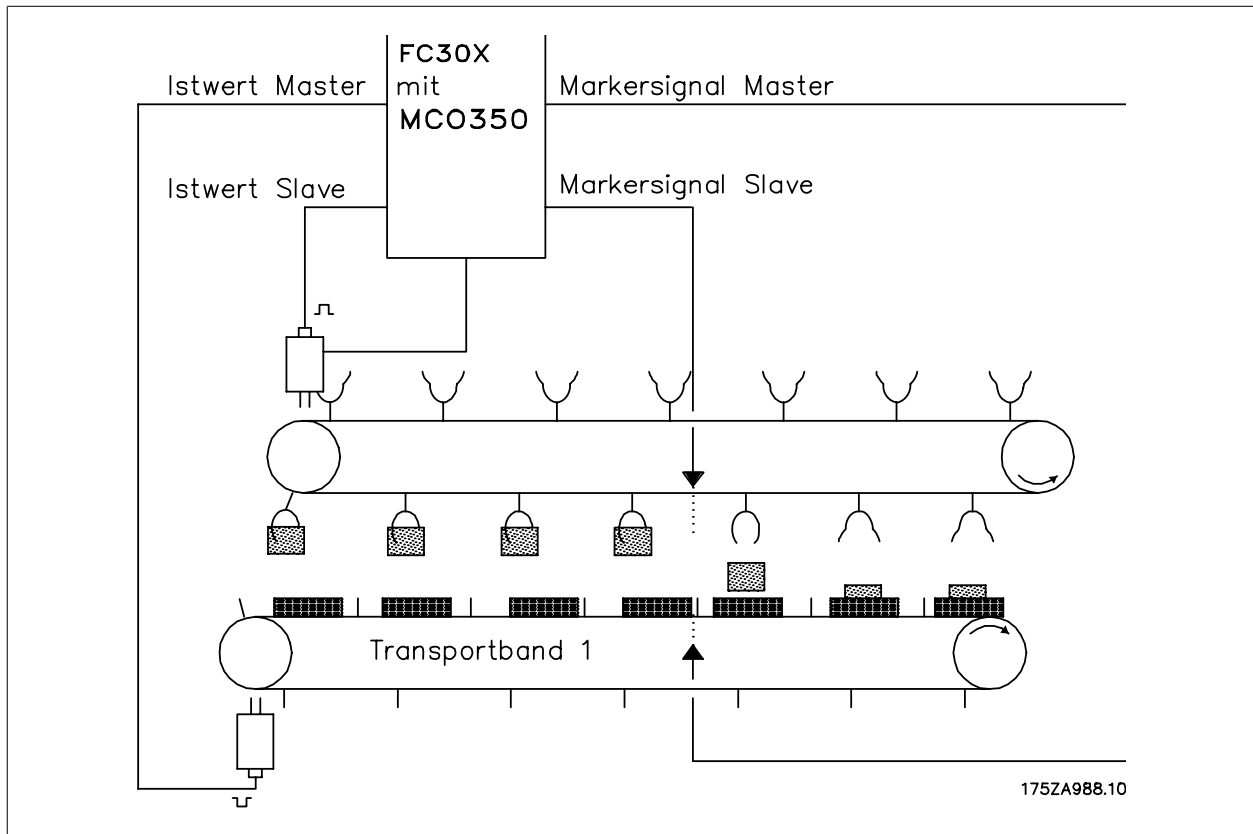 FC30X
mit
MCO350
Istwert Master
Markersignal Master
Istwert Slave
Markersignal Slave
Transportband 1
175ZA988.10